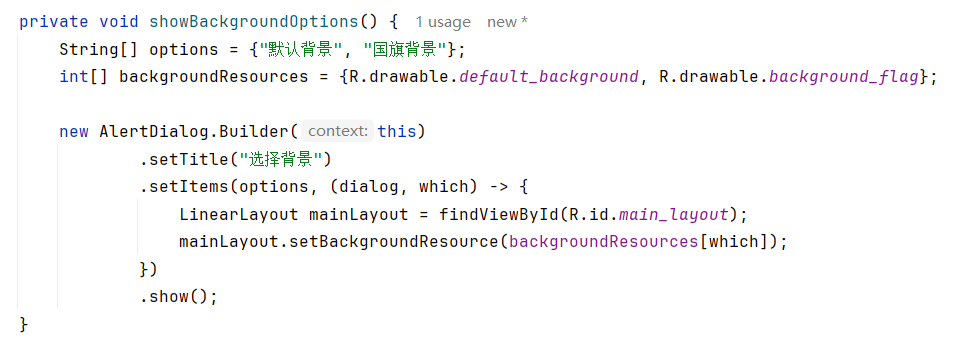 private void showBackgroundOptions() { 1 usage new *
String[] options = {"默认背景", "国旗背景"};
int[] backgroundResources = {R.drawable.default_background, R.drawable.background_flag};
new AlertDialog.Builder( context: this)
.setTitle("选择背景")
.setItems(options, (dialog, which) -> {
LinearLayout mainLayout = findViewById(R.id.main_layout);
mainLayout.setBackgroundResource(backgroundResources[which]);
})
.show();
}